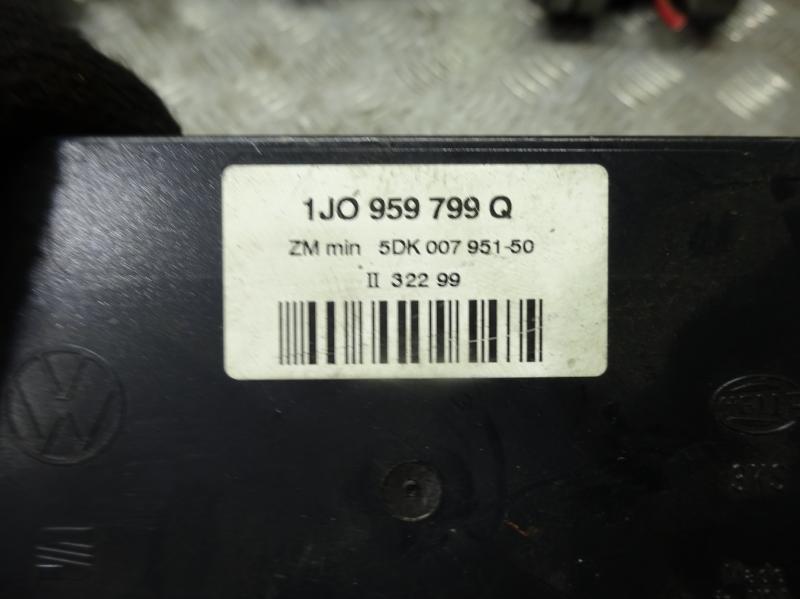 1JO 959 799 Q
ZM min 5DK 007 951-50
II 322 99